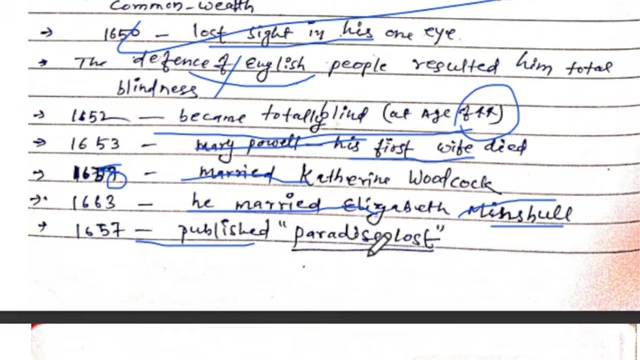 Common-wealth
→ 1650 - lost sight in his one eye.
→ The defence of English people resulted him total
blindness
→ 1652 - became totally blind (at age of 44)
→ 1653 - mary powell - his first wife died
→ - married Katherine Woodcock
→ 1663 - he married Elizabeth Minshull
→ 1657 - published "paradise lost"